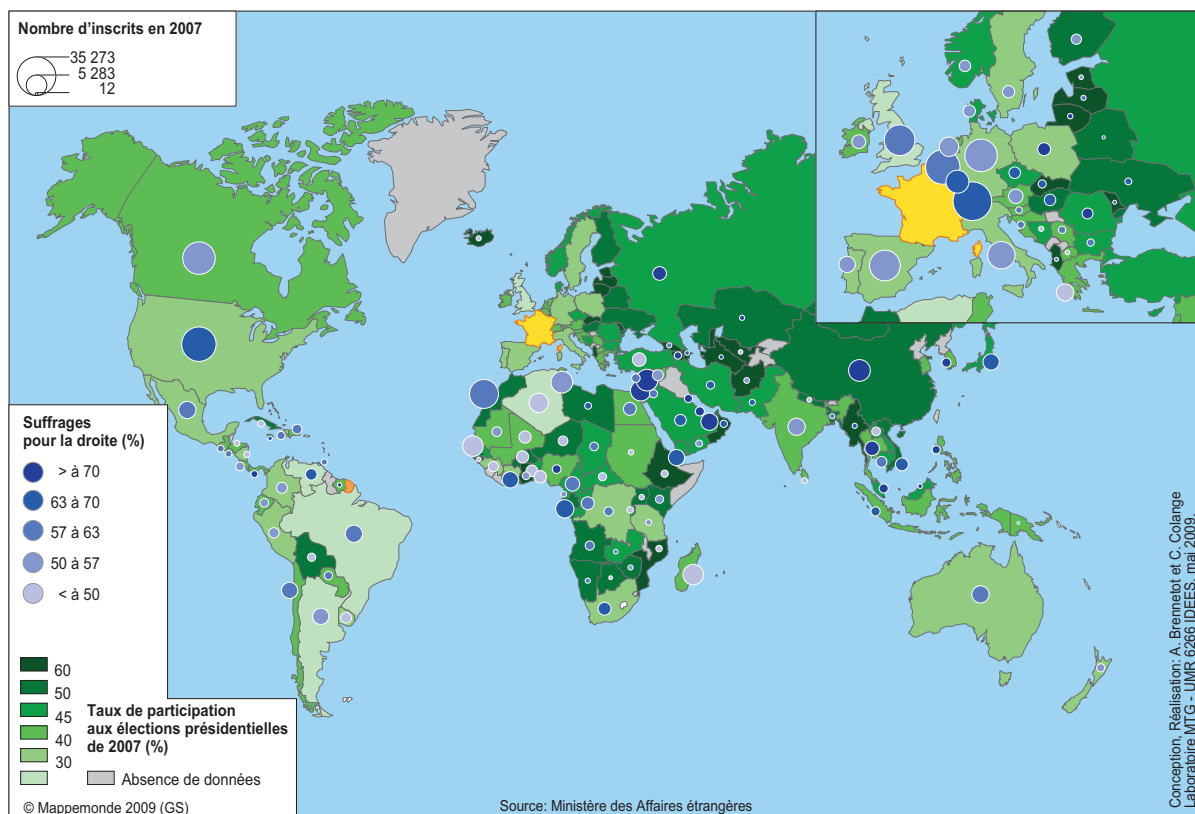 Nombre d'inscrits en 2007
35 273
5 283
12
Suffrages
pour la droite (%)
> à 70
63 à 70
57 à 63
50 à 57
< à 50
60
50
45
40
30
Taux de participation
aux élections présidentielles
de 2007 (%)
Absence de données
© Mappemonde 2009 (GS)
Source: Ministère des Affaires étrangères
Conception, Réalisation: A. Brennetot et C. Colange
Laboratoire MTG - UMR 6266 IDEES, mai 2009.